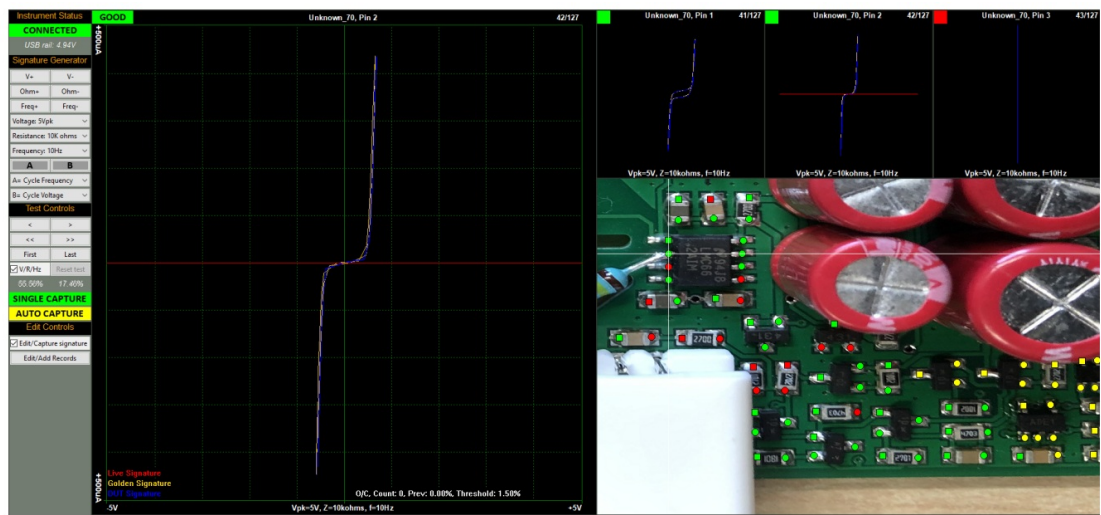 Instrument Status
CONNECTED
USB rail: 4.94V
Signature Generator
V+ V-
Ohm+ Ohm-
Freq+ Freq-
Voltage: 5Vpk
Resistance: 10K ohms
Frequency: 10Hz
A B
A= Cycle Frequency
B= Cycle Voltage
Test Controls
< >
<< >>
First Last
V/R/Hz Reset test
55.56% 17.46%
SINGLE CAPTURE
AUTO CAPTURE
Edit Controls
Edit/Capture signature
Edit/Add Records
GOOD Unknown_70, Pin 2 42/127
+500uA
+500uA
Live Signature
Golden Signature
DUT Signature
O/C, Count: 0, Prev: 0.00%, Threshold: 1.50%
-5V Vpk=5V, Z=10kohms, f=10Hz +5V
Unknown_70, Pin 1 41/127
Vpk=5V, Z=10kohms, f=10Hz
Unknown_70, Pin 2 42/127
Vpk=5V, Z=10kohms, f=10Hz
Unknown_70, Pin 3 43/127
Vpk=5V, Z=10kohms, f=10Hz
LMC66
2AIM
2700
431
4703
4703